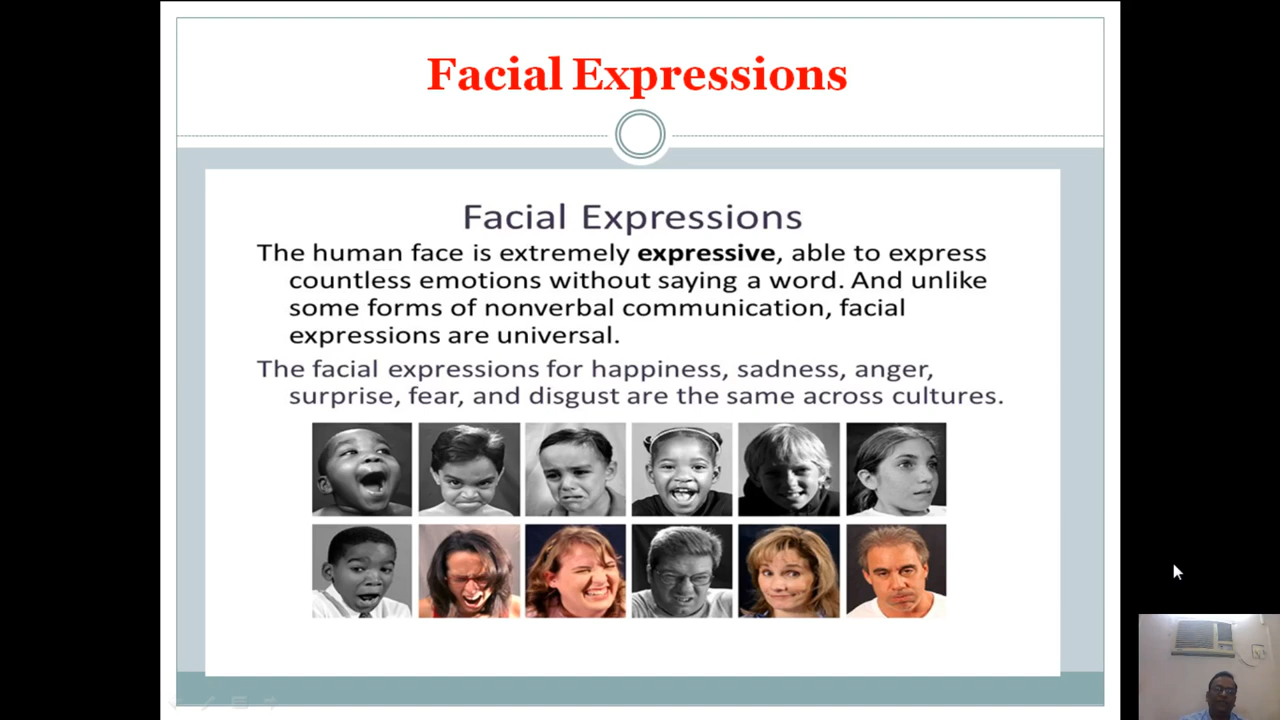 Facial Expressions
Facial Expressions
The human face is extremely expressive, able to express
countless emotions without saying a word. And unlike
some forms of nonverbal communication, facial
expressions are universal.
The facial expressions for happiness, sadness, anger,
surprise, fear, and disgust are the same across cultures.